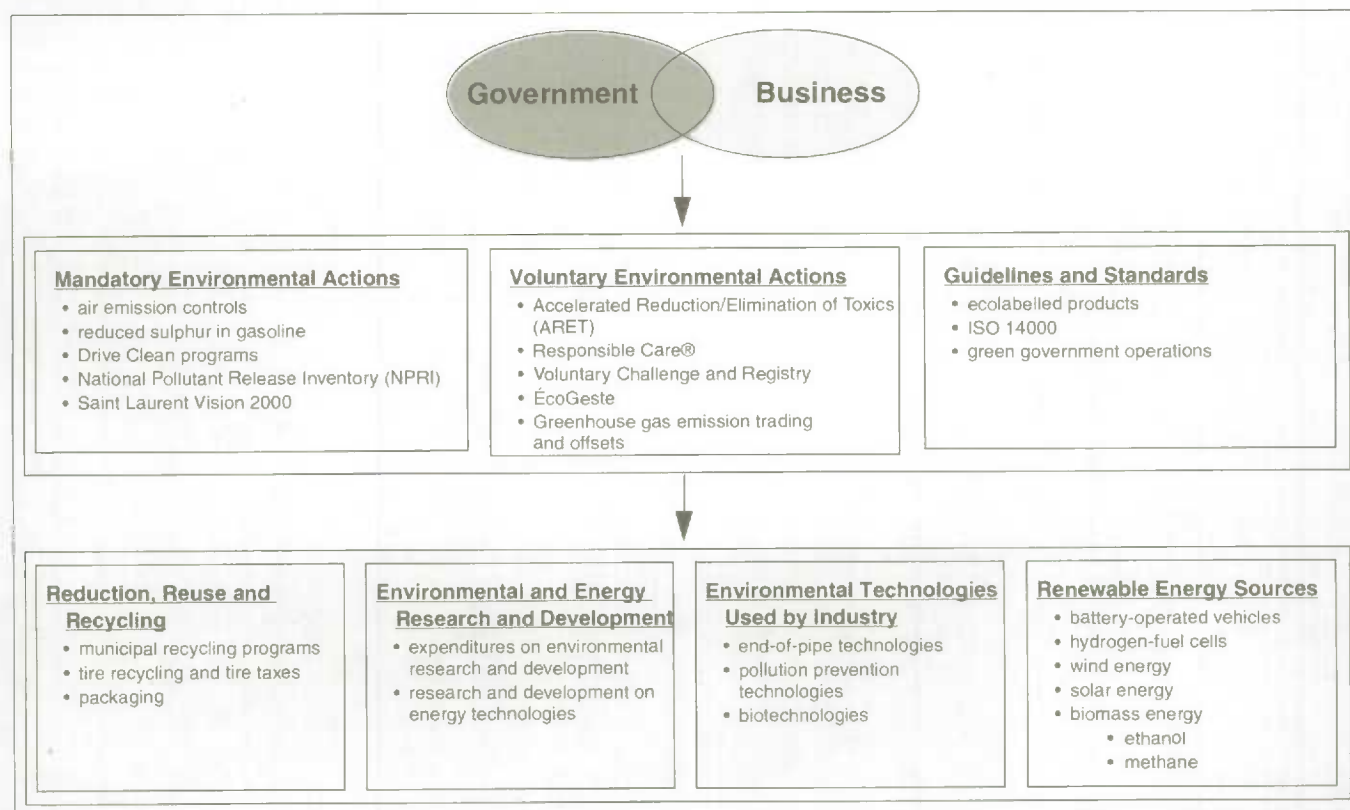 Government
Business
Mandatory Environmental Actions
• air emission controls
• reduced sulphur in gasoline
• Drive Clean programs
• National Pollutant Release Inventory (NPRI)
• Saint Laurent Vision 2000
Voluntary Environmental Actions
• Accelerated Reduction/Elimination of Toxics
(ARET)
• Responsible Care®
• Voluntary Challenge and Registry
• ÉcoGeste
• Greenhouse gas emission trading
and offsets
Guidelines and Standards
• ecolabelled products
• ISO 14000
• green government operations
Reduction, Reuse and
Recycling
• municipal recycling programs
• tire recycling and tire taxes
• packaging
Environmental and Energy
Research and Development
• expenditures on environmental
research and development
• research and development on
energy technologies
Environmental Technologies
Used by Industry
• end-of-pipe technologies
• pollution prevention
technologies
• biotechnologies
Renewable Energy Sources
• battery-operated vehicles
• hydrogen-fuel cells
• wind energy
• solar energy
• biomass energy
• ethanol
• methane